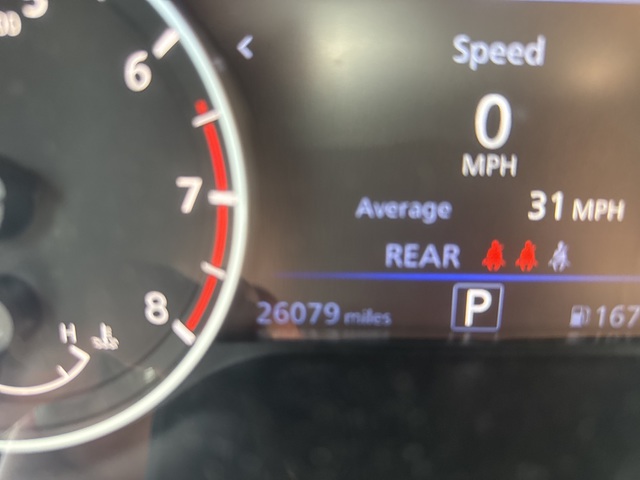 6
7
8
H
<
Speed
0
MPH
Average 31 MPH
REAR
26079 miles P 167